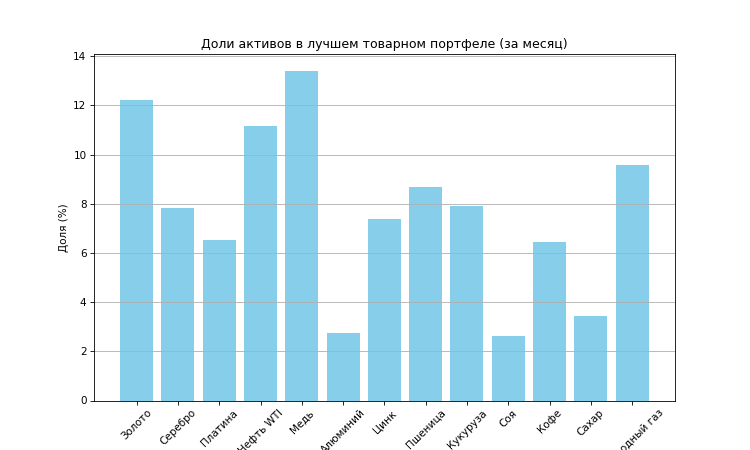 Доли активов в лучшем товарном портфеле (за месяц)
Доля (%)
14
12
10
8
6
4
2
0
Золото
Серебро
Платина
Нефть WTI
Медь
Алюминий
Цинк
Пшеница
Кукуруза
Соя
Кофе
Сахар
одный газ